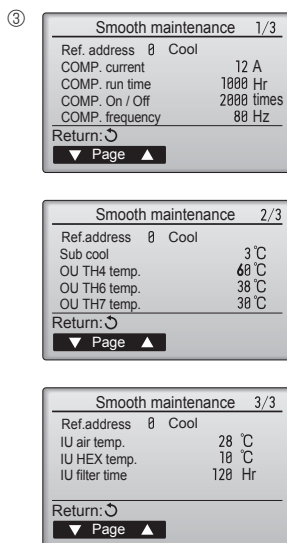 ③
Smooth maintenance 1/3
Ref. address 0 Cool
COMP. current 12 A
COMP. run time 1000 Hr
COMP. On / Off 2000 times
COMP. frequency 80 Hz
Return:
▼ Page ▲
Smooth maintenance 2/3
Ref.address 0 Cool
Sub cool 3 ℃
OU TH4 temp. 60 ℃
OU TH6 temp. 38 ℃
OU TH7 temp. 30 ℃
Return:
▼ Page ▲
Smooth maintenance 3/3
Ref.address 0 Cool
IU air temp. 28 ℃
IU HEX temp. 10 ℃
IU filter time 120 Hr
Return:
▼ Page ▲